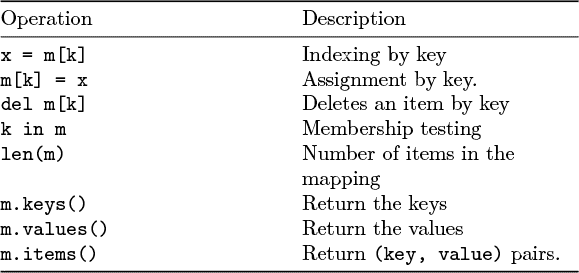 Operation Description
x = m[k] Indexing by key
m[k] = x Assignment by key.
del m[k] Deletes an item by key
k in m Membership testing
len(m) Number of items in the
mapping
m.keys() Return the keys
m.values() Return the values
m.items() Return (key, value) pairs.